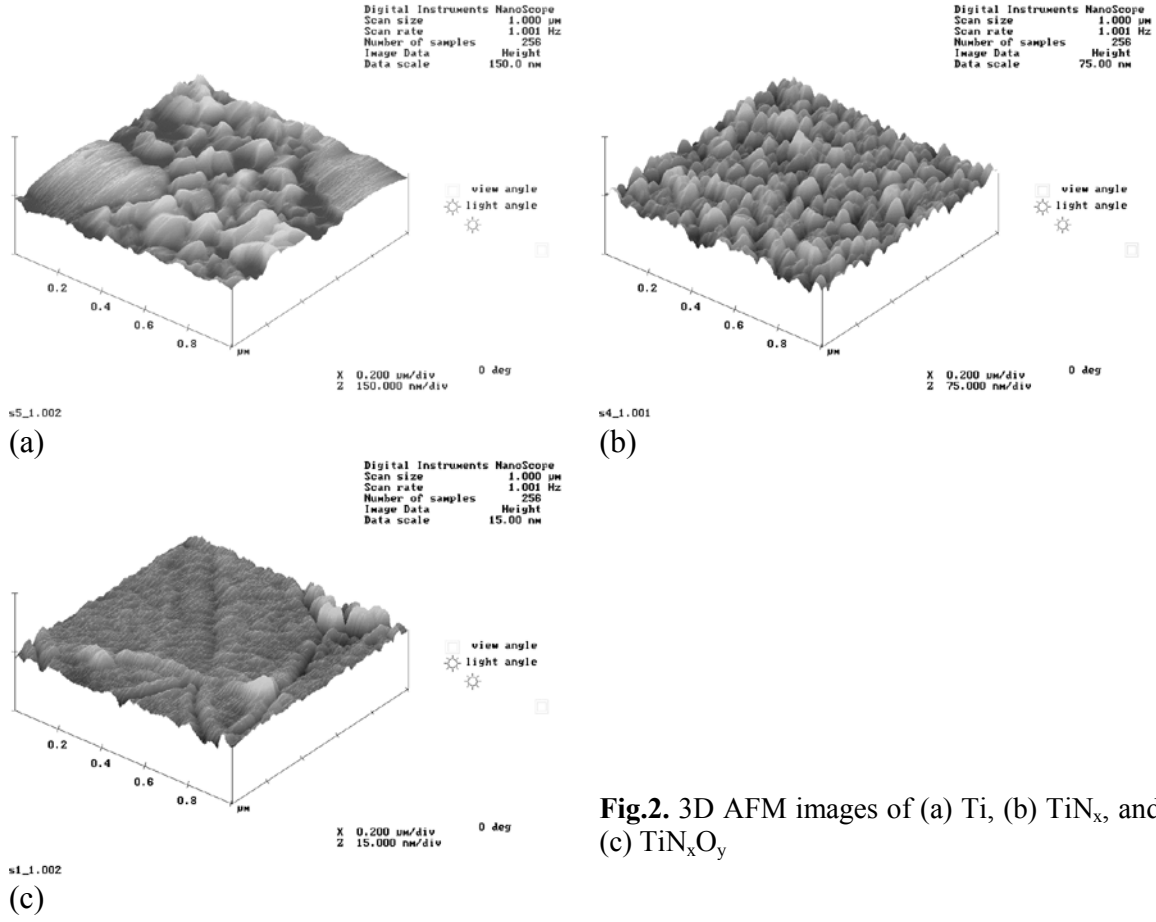 Digital Instruments NanoScope
Scan size 1.000 µm
Scan rate 1.001 Hz
Number of samples 256
Image Data Height
Data scale 150.0 nm
view angle
light angle
0.2
0.4
0.6
0.8
µm
X 0.200 µm/div
Z 150.000 nm/div
0 deg
s5_1.002
(a)
Digital Instruments NanoScope
Scan size 1.000 µm
Scan rate 1.001 Hz
Number of samples 256
Image Data Height
Data scale 75.00 nm
view angle
light angle
0.2
0.4
0.6
0.8
µm
X 0.200 µm/div
Z 75.000 nm/div
0 deg
s4_1.001
(b)
Digital Instruments NanoScope
Scan size 1.000 µm
Scan rate 1.001 Hz
Number of samples 256
Image Data Height
Data scale 15.00 nm
view angle
light angle
0.2
0.4
0.6
0.8
µm
X 0.200 µm/div
Z 15.000 nm/div
0 deg
s1_1.002
(c)
Fig.2. 3D AFM images of (a) Ti, (b) TiNx, and
(c) TiNxOy